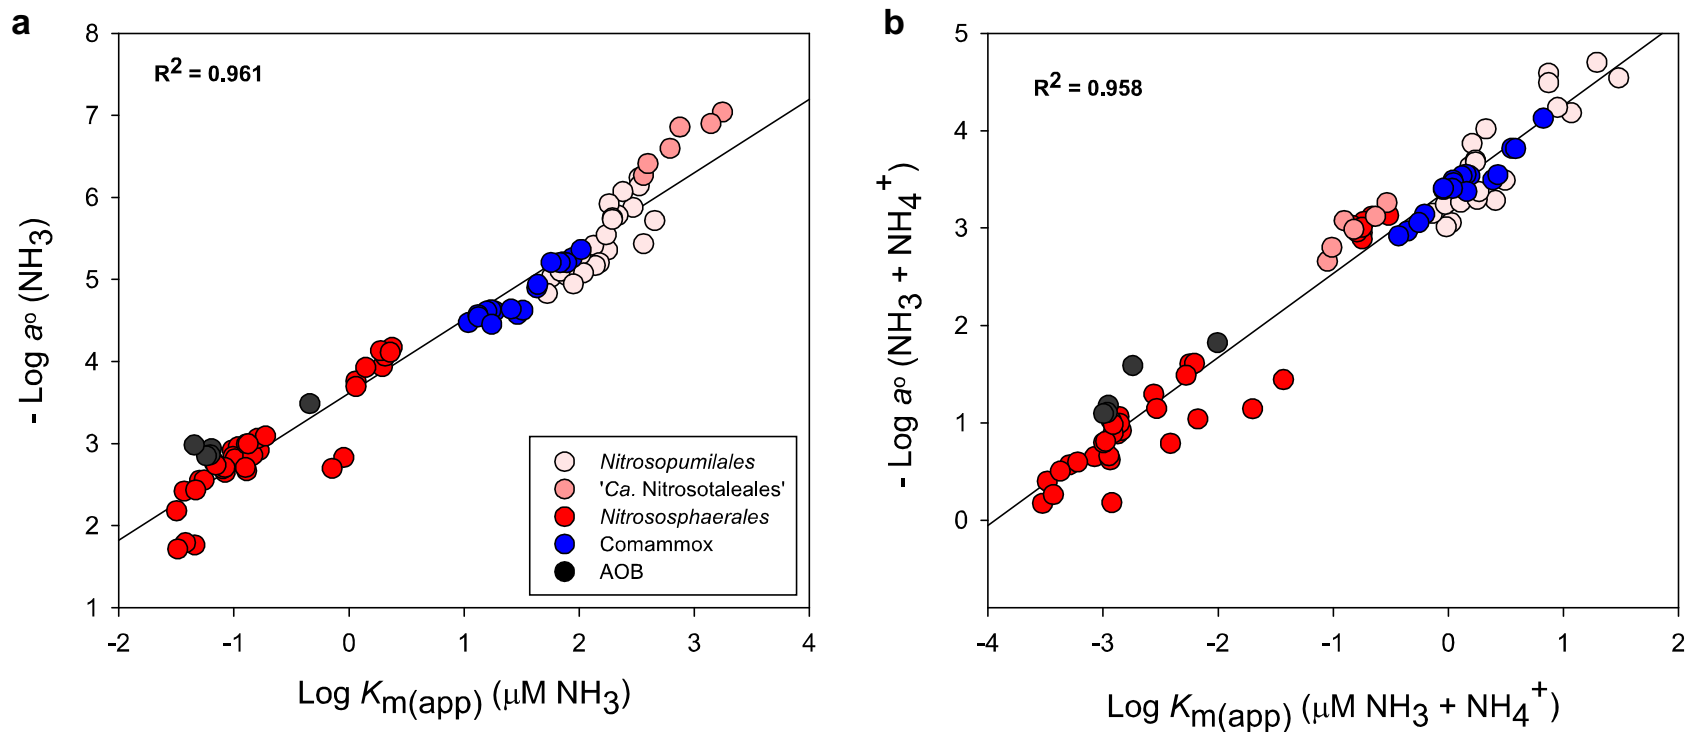 a
R² = 0.961
8
7
6
5
4
3
2
1
-2 -1 0 1 2 3 4
- Log aᵒ (NH₃)
Log Kₘ₍ₐₚₚ₎ (μM NH₃)
Nitrosopumilales
'Ca. Nitrosotaleales'
Nitrososphaerales
Comammox
AOB
b
R² = 0.958
5
4
3
2
1
0
-4 -3 -2 -1 0 1 2
- Log aᵒ (NH₃ + NH₄⁺)
Log Kₘ₍ₐₚₚ₎ (μM NH₃ + NH₄⁺)